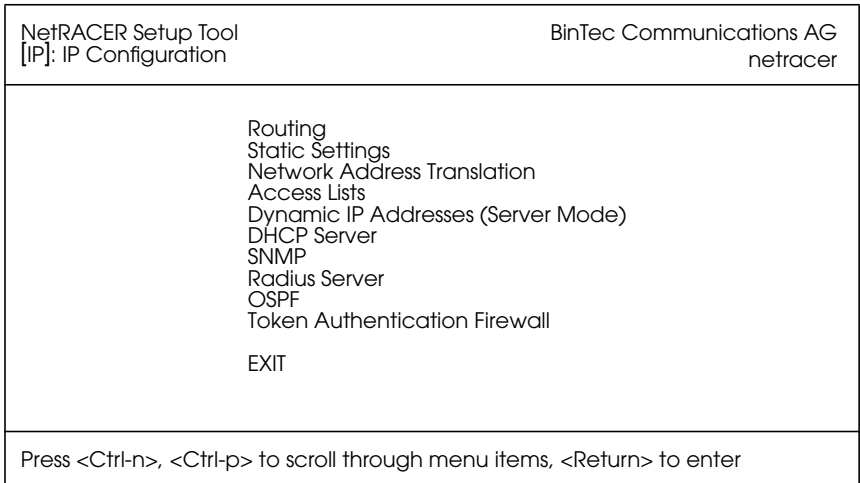 NetRACER Setup Tool
BinTec Communications AG
[IP]: IP Configuration
netracer
Routing
Static Settings
Network Address Translation
Access Lists
Dynamic IP Addresses (Server Mode)
DHCP Server
SNMP
Radius Server
OSPF
Token Authentication Firewall
EXIT
Press <Ctrl-n>, <Ctrl-p> to scroll through menu items, <Return> to enter